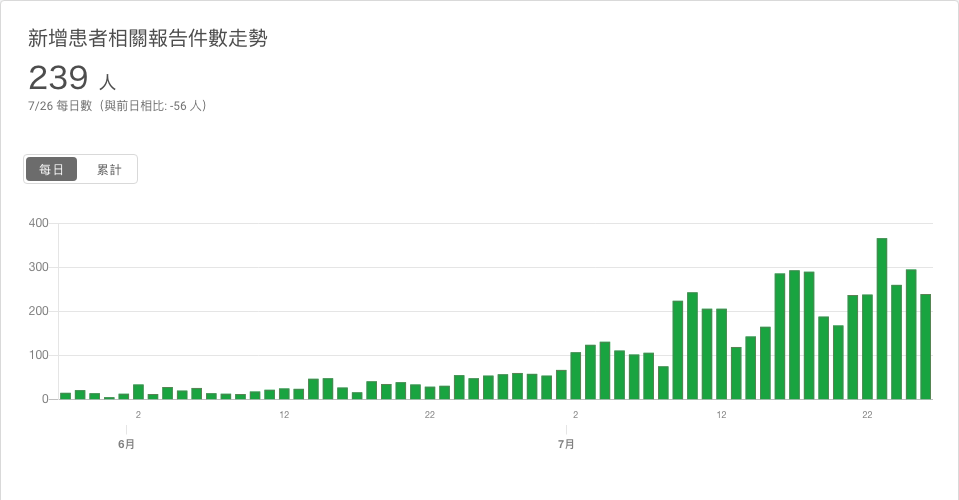 新增患者相關報告件數走勢
239 人
7/26 每日數（與前日相比: -56 人）
每日 累計
400
300
200
100
0
2 12 22 2 12 22
6月 7月